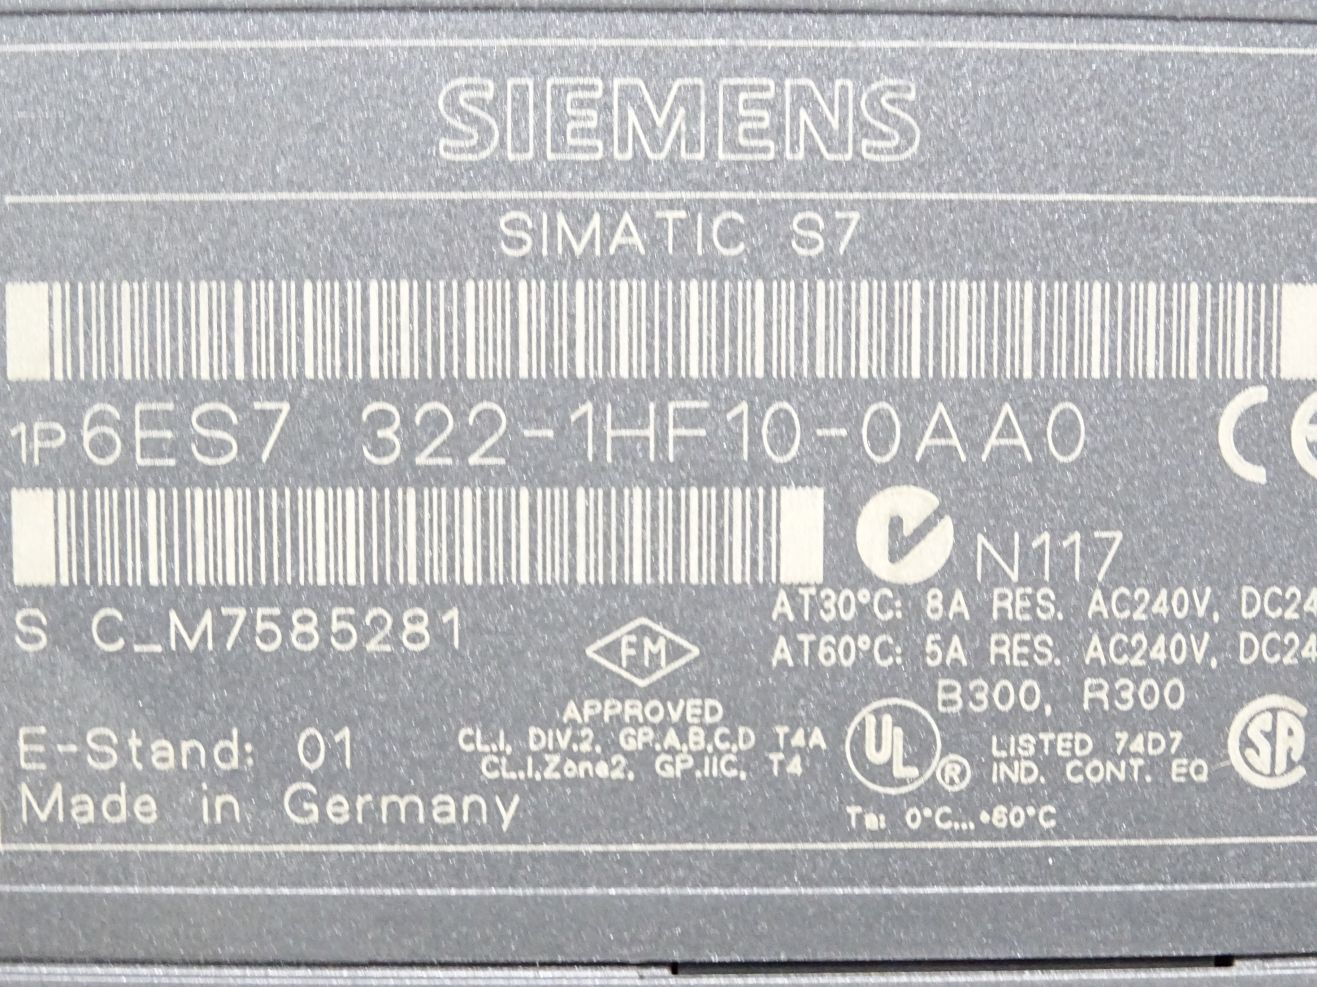 SIEMENS
SIMATIC S7
1P 6ES7 322-1HF10-0AA0
CE
N117
S C_M7585281
AT30°C: 8A RES. AC240V, DC24
AT60°C: 5A RES. AC240V, DC24
B300, R300
FM
APPROVED
CL.I, DIV.2, GP.A,B,C,D T4A
CL.I,Zone2, GP.IIC, T4
UL ®
LISTED 74D7
IND. CONT. EQ
SA
Ta: 0°C...+60°C
E-Stand: 01
Made in Germany